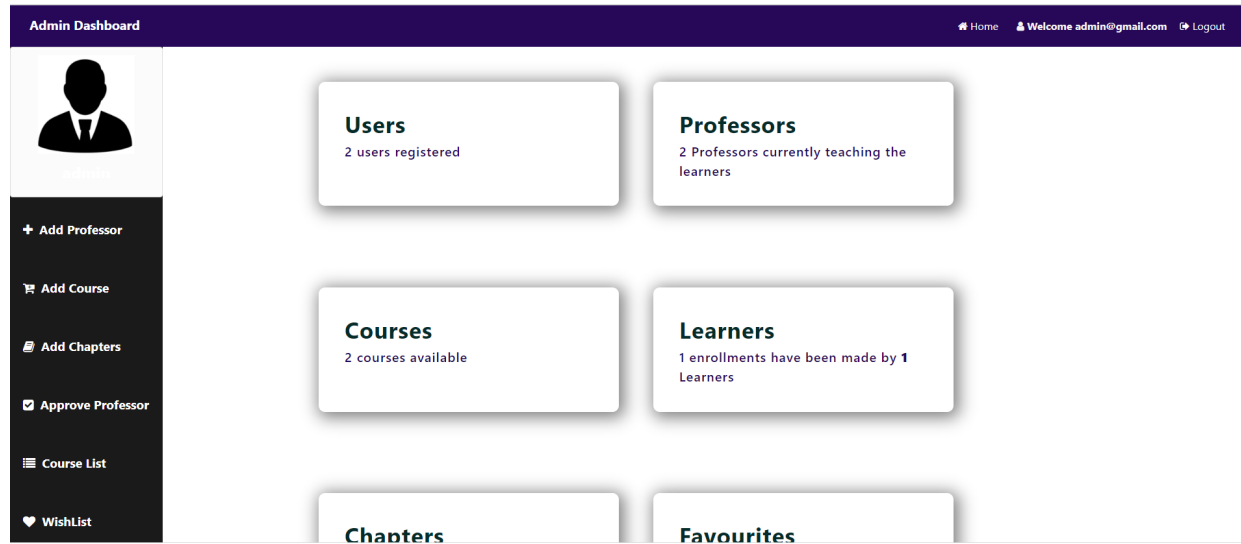 Admin Dashboard
Home Welcome admin@gmail.com Logout
Add Professor
Add Course
Add Chapters
Approve Professor
Course List
WishList
Users
2 users registered
Professors
2 Professors currently teaching the
learners
Courses
2 courses available
Learners
1 enrollments have been made by 1
Learners
Chapters
Favourites